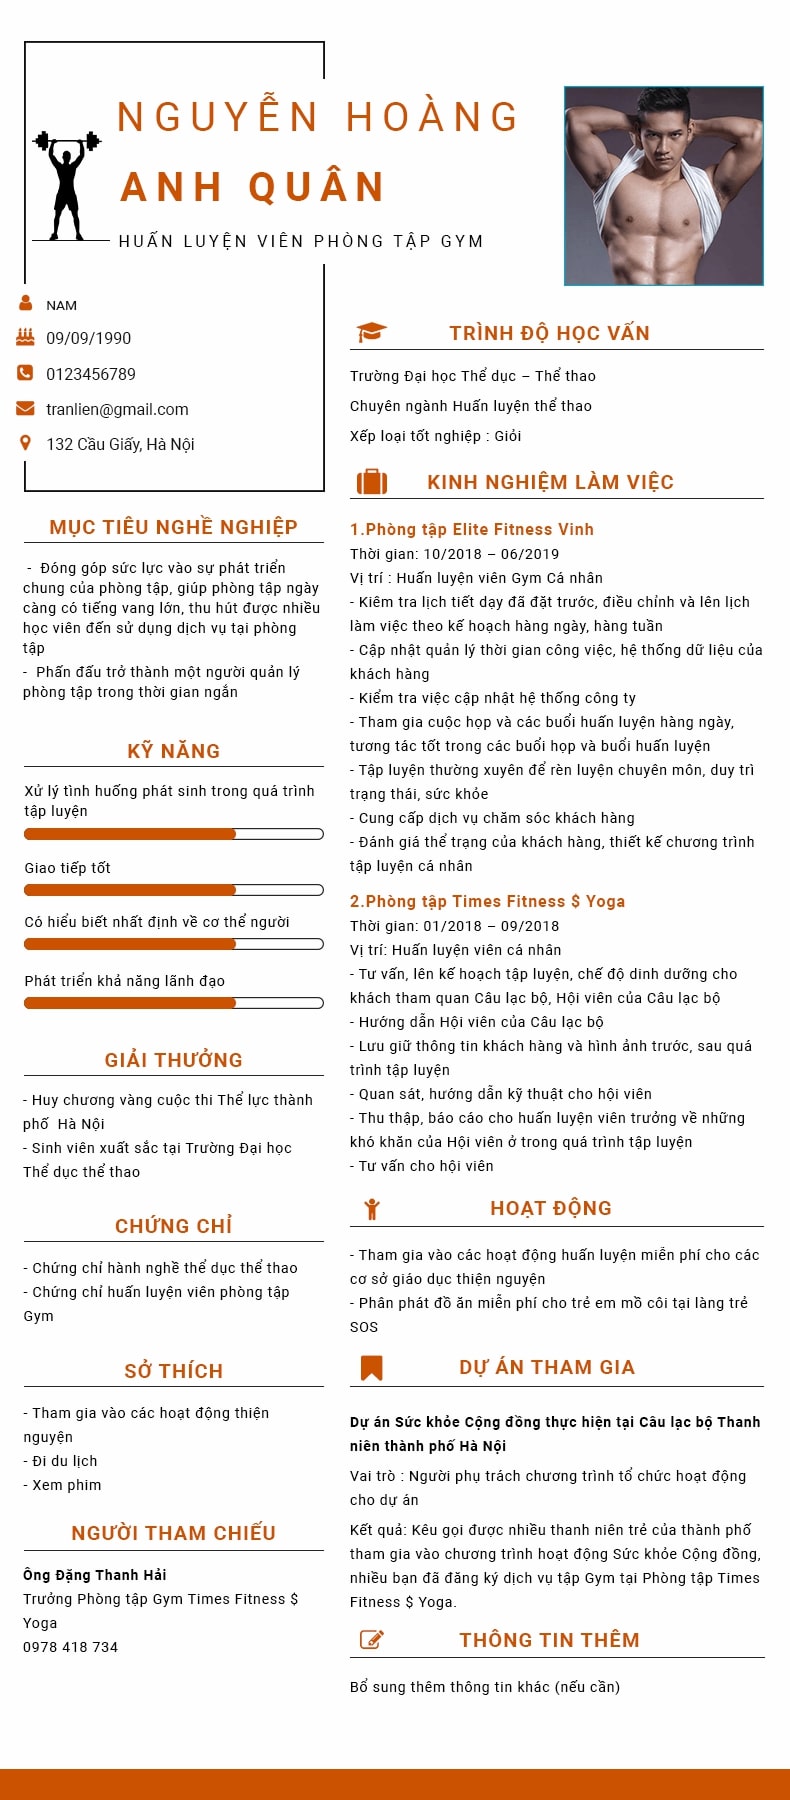 NGUYỄN HOÀNG
ANH QUÂN
HUẤN LUYỆN VIÊN PHÒNG TẬP GYM
NAM
09/09/1990
0123456789
tranlien@gmail.com
132 Cầu Giấy, Hà Nội
MỤC TIÊU NGHỀ NGHIỆP
- Đóng góp sức lực vào sự phát triển
chung của phòng tập, giúp phòng tập ngày
càng có tiếng vang lớn, thu hút được nhiều
học viên đến sử dụng dịch vụ tại phòng
tập
- Phấn đấu trở thành một người quản lý
phòng tập trong thời gian ngắn
KỸ NĂNG
Xử lý tình huống phát sinh trong quá trình
tập luyện
Giao tiếp tốt
Có hiểu biết nhất định về cơ thể người
Phát triển khả năng lãnh đạo
GIẢI THƯỞNG
- Huy chương vàng cuộc thi Thể lực thành
phố Hà Nội
- Sinh viên xuất sắc tại Trường Đại học
Thể dục thể thao
CHỨNG CHỈ
- Chứng chỉ hành nghề thể dục thể thao
- Chứng chỉ huấn luyện viên phòng tập
Gym
SỞ THÍCH
- Tham gia vào các hoạt động thiện
nguyện
- Đi du lịch
- Xem phim
NGƯỜI THAM CHIẾU
Ông Đặng Thanh Hải
Trưởng Phòng tập Gym Times Fitness $
Yoga
0978 418 734
TRÌNH ĐỘ HỌC VẤN
Trường Đại học Thể dục – Thể thao
Chuyên ngành Huấn luyện thể thao
Xếp loại tốt nghiệp : Giỏi
KINH NGHIỆM LÀM VIỆC
1.Phòng tập Elite Fitness Vinh
Thời gian: 10/2018 – 06/2019
Vị trí : Huấn luyện viên Gym Cá nhân
- Kiêm tra lịch tiết dạy đã đặt trước, điều chỉnh và lên lịch
làm việc theo kế hoạch hàng ngày, hàng tuần
- Cập nhật quản lý thời gian công việc, hệ thống dữ liệu của
khách hàng
- Kiểm tra việc cập nhật hệ thống công ty
- Tham gia cuộc họp và các buổi huấn luyện hàng ngày,
tương tác tốt trong các buổi họp và buổi huấn luyện
- Tập luyện thường xuyên để rèn luyện chuyên môn, duy trì
trạng thái, sức khỏe
- Cung cấp dịch vụ chăm sóc khách hàng
- Đánh giá thể trạng của khách hàng, thiết kế chương trình
tập luyện cá nhân
2.Phòng tập Times Fitness $ Yoga
Thời gian: 01/2018 – 09/2018
Vị trí: Huấn luyện viên cá nhân
- Tư vấn, lên kế hoạch tập luyện, chế độ dinh dưỡng cho
khách tham quan Câu lạc bộ, Hội viên của Câu lạc bộ
- Hướng dẫn Hội viên của Câu lạc bộ
- Lưu giữ thông tin khách hàng và hình ảnh trước, sau quá
trình tập luyện
- Quan sát, hướng dẫn kỹ thuật cho hội viên
- Thu thập, báo cáo cho huấn luyện viên trưởng về những
khó khăn của Hội viên ở trong quá trình tập luyện
- Tư vấn cho hội viên
HOẠT ĐỘNG
- Tham gia vào các hoạt động huấn luyện miễn phí cho các
cơ sở giáo dục thiện nguyện
- Phân phát đồ ăn miễn phí cho trẻ em mồ côi tại làng trẻ
SOS
DỰ ÁN THAM GIA
Dự án Sức khỏe Cộng đồng thực hiện tại Câu lạc bộ Thanh
niên thành phố Hà Nội
Vai trò : Người phụ trách chương trình tổ chức hoạt động
cho dự án
Kết quả: Kêu gọi được nhiều thanh niên trẻ của thành phố
tham gia vào chương trình hoạt động Sức khỏe Cộng đồng,
nhiều bạn đã đăng ký dịch vụ tập Gym tại Phòng tập Times
Fitness $ Yoga.
THÔNG TIN THÊM
Bổ sung thêm thông tin khác (nếu cần)